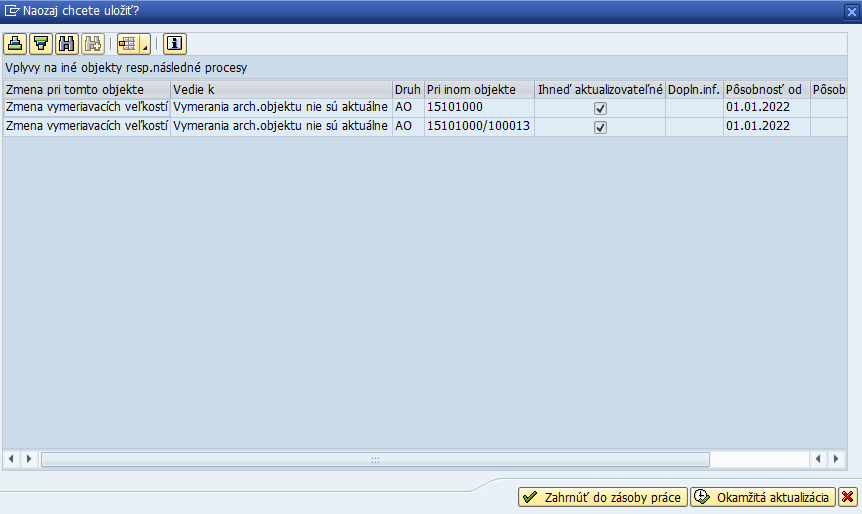 Naozaj chcete uložiť?
Vplyvy na iné objekty resp.následné procesy
Zmena pri tomto objekte Vedie k Druh Pri inom objekte Ihneď aktualizovateľné Dopln.inf. Pôsobnosť od Pôsobn
Zmena vymeriavacích veľkostí Vymerania arch.objektu nie sú aktuálne AO 15101000 01.01.2022
Zmena vymeriavacích veľkostí Vymerania arch.objektu nie sú aktuálne AO 15101000/100013 01.01.2022
Zahrnúť do zásoby práce Okamžitá aktualizácia